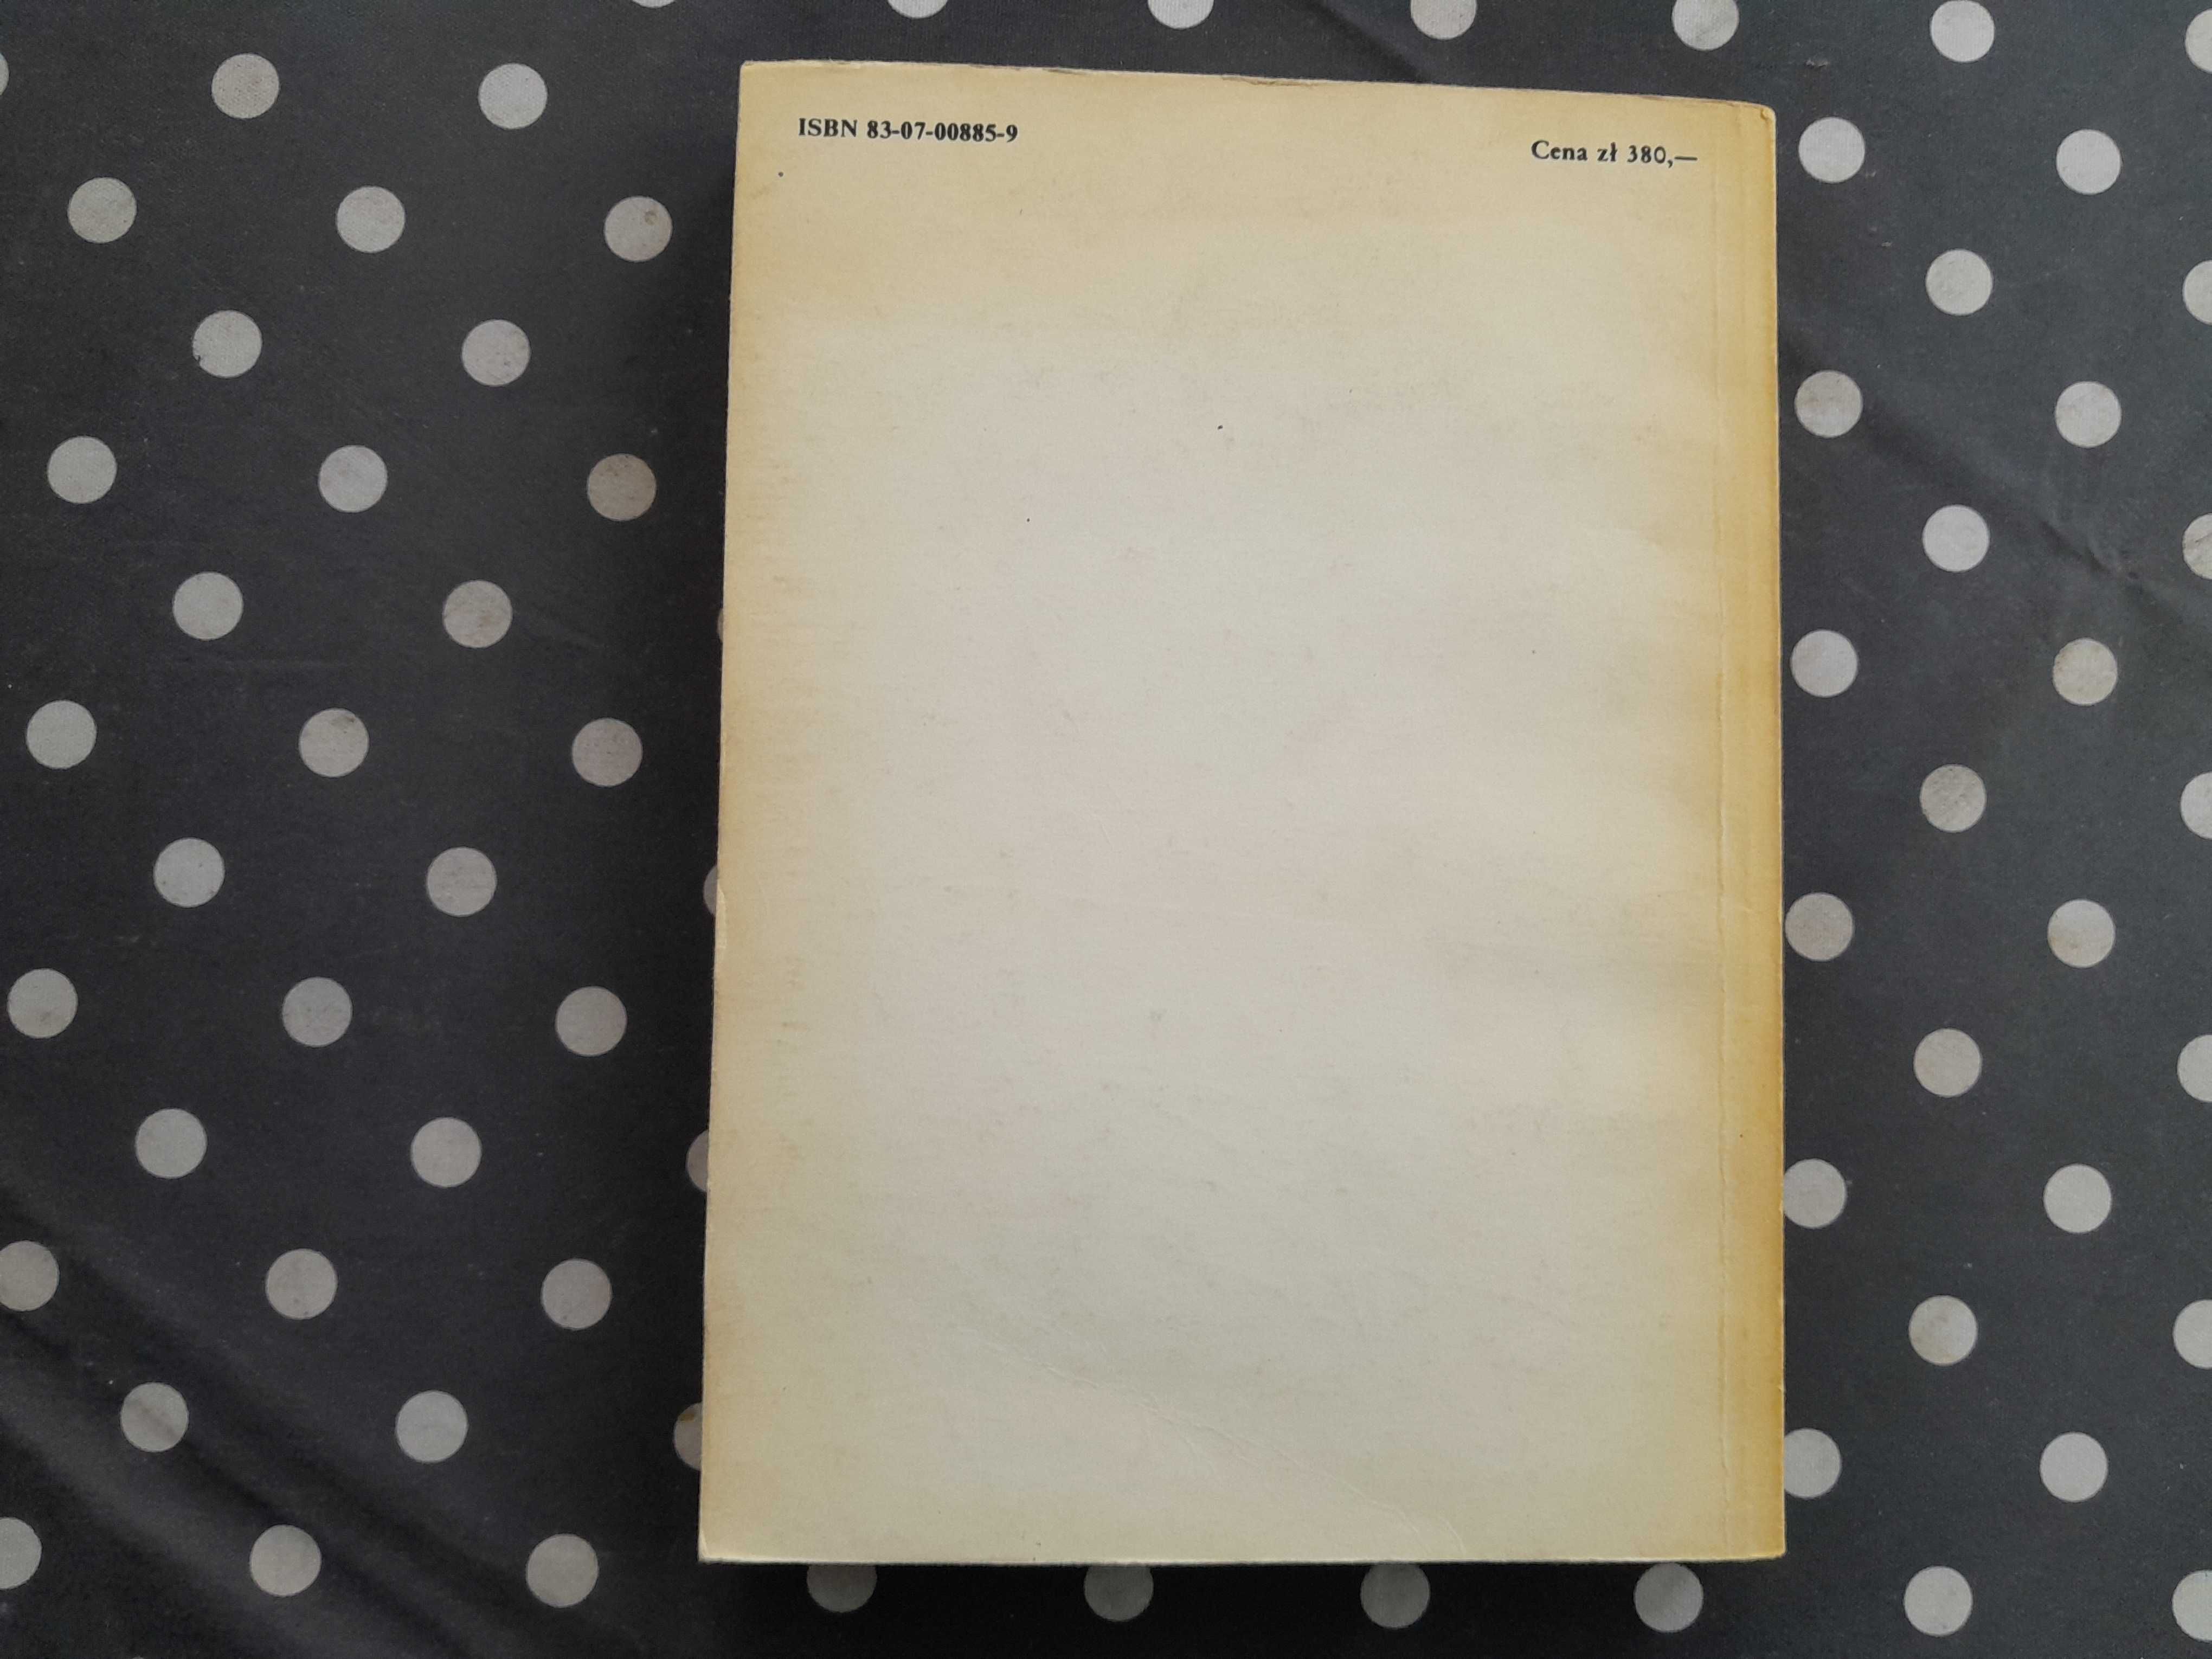 ISBN 83-07-00885-9
Cena zł 380,—